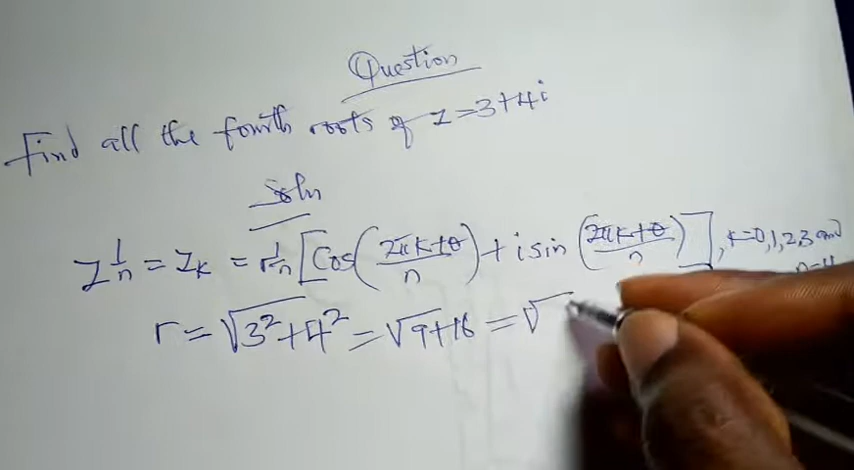 Question
Find all the fourth roots of z=3+4i
Soln
z^(1/n) = z_k = r^(1/n) [Cos((2πk+θ)/n) + i sin((2πk+θ)/n)], k=0,1,2,3 and n=4
r = √(3²+4²) = √(9+16) = √